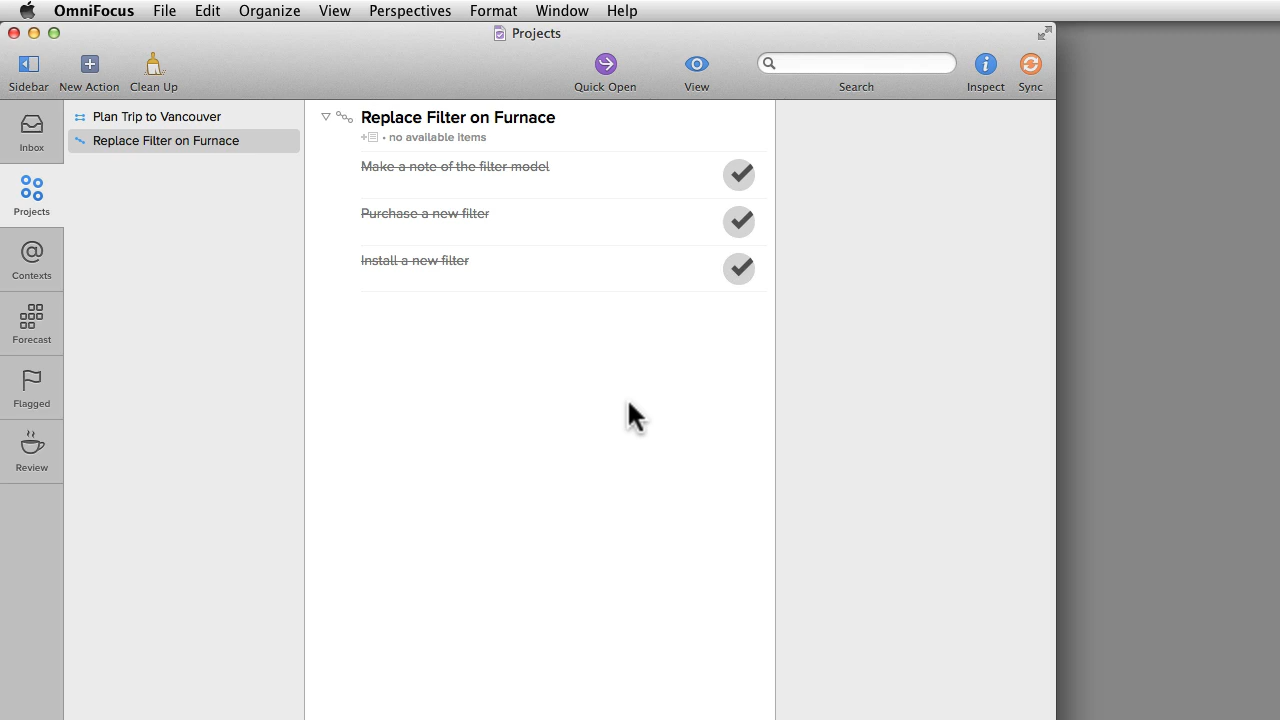 OmniFocus File Edit Organize View Perspectives Format Window Help
Projects
Sidebar New Action Clean Up Quick Open View Search Inspect Sync
Inbox
Projects
Contexts
Forecast
Flagged
Review
Plan Trip to Vancouver
Replace Filter on Furnace
Replace Filter on Furnace
• no available items
Make a note of the filter model
Purchase a new filter
Install a new filter